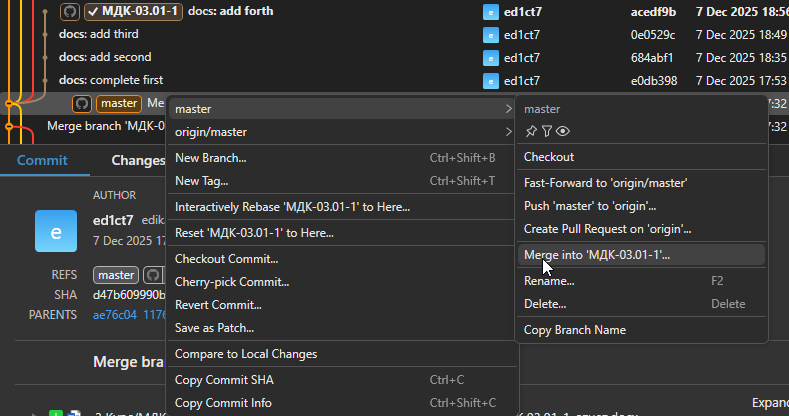 МДК-03.01-1 docs: add forth ed1ct7 acedf9b 7 Dec 2025 18:56
docs: add third ed1ct7 0e0529c 7 Dec 2025 18:49
docs: add second ed1ct7 684abf1 7 Dec 2025 18:35
docs: complete first ed1ct7 e0db398 7 Dec 2025 17:53
master Me 7:32
Merge branch 'МДК-0 7:32
master
origin/master
New Branch... Ctrl+Shift+B
New Tag... Ctrl+Shift+T
Interactively Rebase 'МДК-03.01-1' to Here...
Reset 'МДК-03.01-1' to Here...
Checkout Commit...
Cherry-pick Commit...
Revert Commit...
Save as Patch...
Compare to Local Changes
Copy Commit SHA Ctrl+C
Copy Commit Info Ctrl+Shift+C
master
Checkout
Fast-Forward to 'origin/master'
Push 'master' to 'origin'...
Create Pull Request on 'origin'...
Merge into 'МДК-03.01-1'...
Rename... F2
Delete... Delete
Copy Branch Name
Commit Changes
AUTHOR
e ed1ct7 edik
7 Dec 2025 17
REFS master
SHA d47b609990b
PARENTS ae76c04 1176
Merge bra
Expand